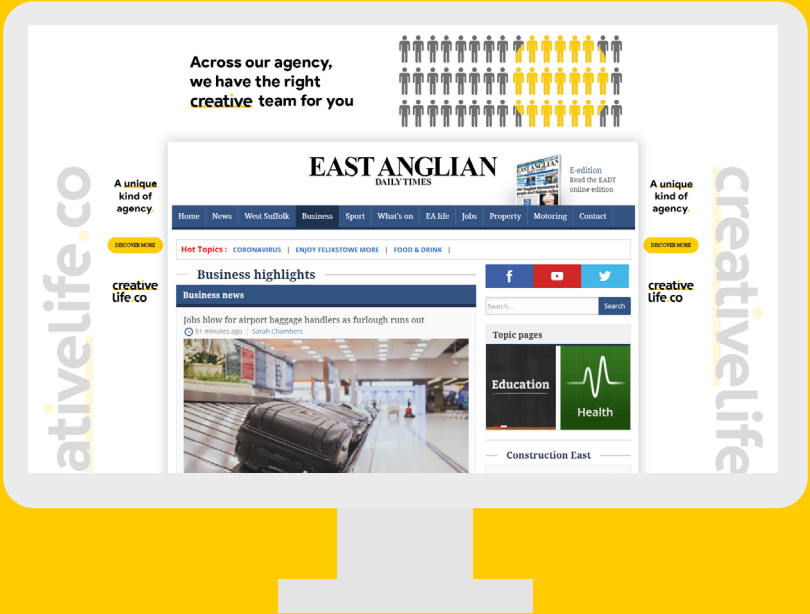 Across our agency,
we have the right
creative team for you
A unique
kind of
agency.
DISCOVER MORE
creative
life.co
ativelife.co
EAST ANGLIAN
DAILY TIMES
EAST ANGLIAN
E-edition
Read the EADT
online edition
Home News West Suffolk Business Sport What's on EA life Jobs Property Motoring Contact
Hot Topics : CORONAVIRUS | ENJOY FELIXSTOWE MORE | FOOD & DRINK |
Business highlights
Business news
Jobs blow for airport baggage handlers as furlough runs out
51 minutes ago | Sarah Chambers
f
Search...
Search
Topic pages
Education
Health
Construction East
A unique
kind of
agency.
DISCOVER MORE
creative
life.co
creativelife